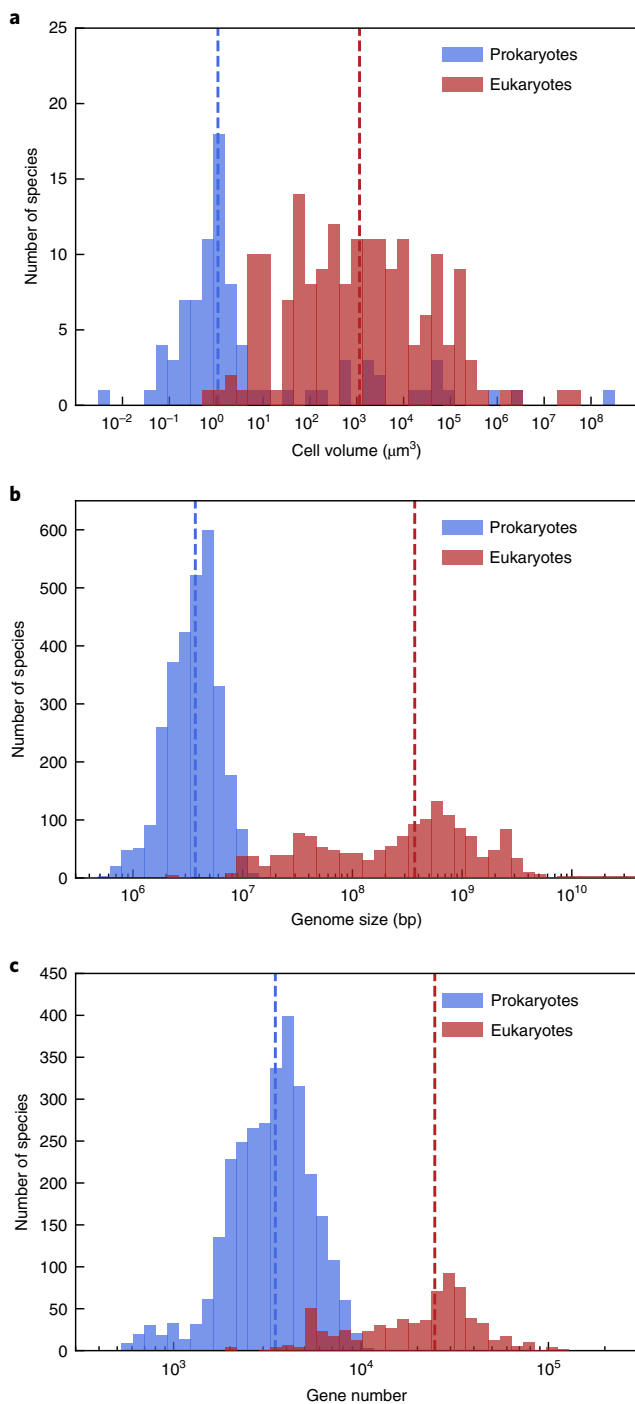 a
25
20
15
10
5
0
Number of species
Prokaryotes
Eukaryotes
10⁻² 10⁻¹ 10⁰ 10¹ 10² 10³ 10⁴ 10⁵ 10⁶ 10⁷ 10⁸
Cell volume (μm³)
b
600
500
400
300
200
100
0
Number of species
Prokaryotes
Eukaryotes
10⁶ 10⁷ 10⁸ 10⁹ 10¹⁰
Genome size (bp)
c
450
400
350
300
250
200
150
100
50
0
Number of species
Prokaryotes
Eukaryotes
10³ 10⁴ 10⁵
Gene number